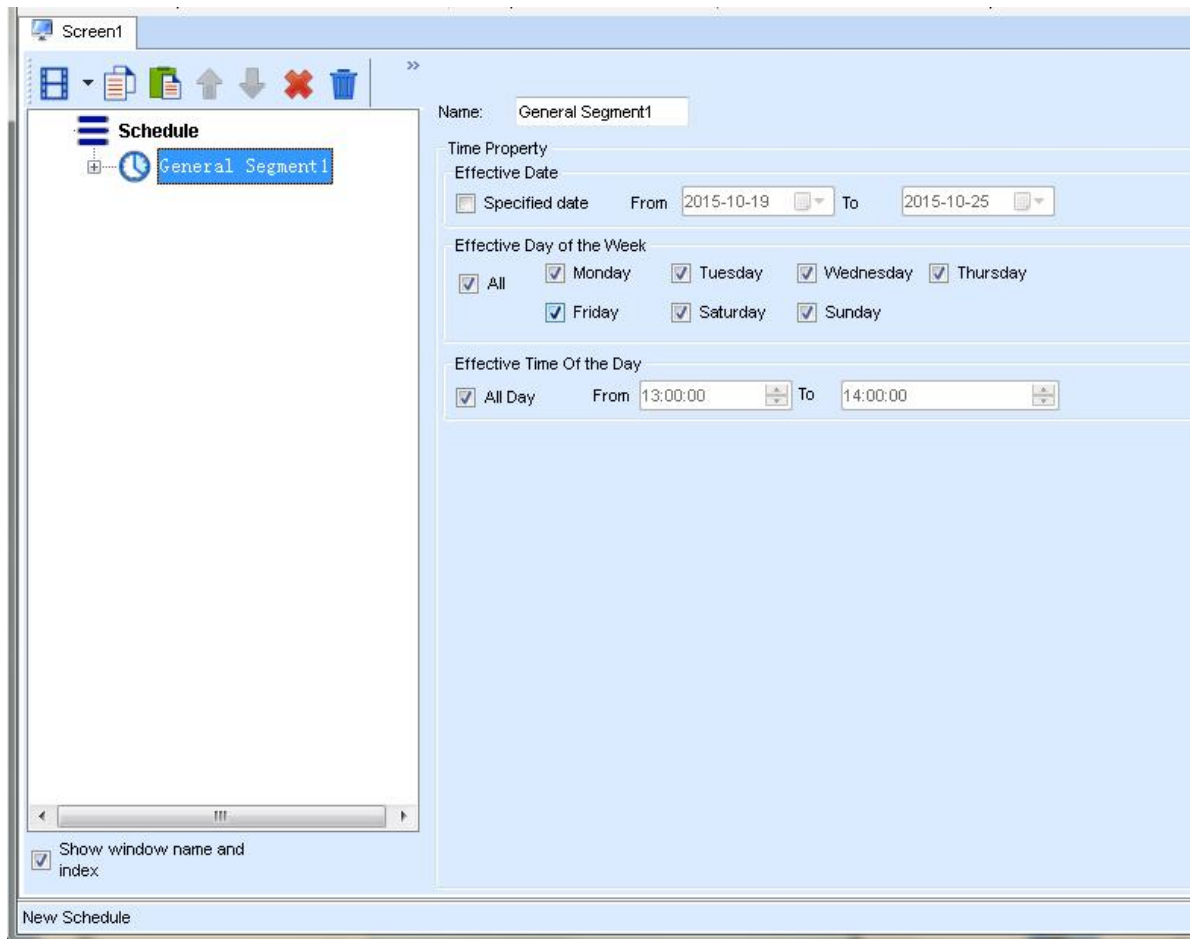 Screen1
»
Name: General Segment1
Schedule
General Segment1
Time Property
Effective Date
Specified date From 2015-10-19 To 2015-10-25
Effective Day of the Week
All Monday Tuesday Wednesday Thursday
Friday Saturday Sunday
Effective Time Of the Day
All Day From 13:00:00 To 14:00:00
Show window name and
index
New Schedule